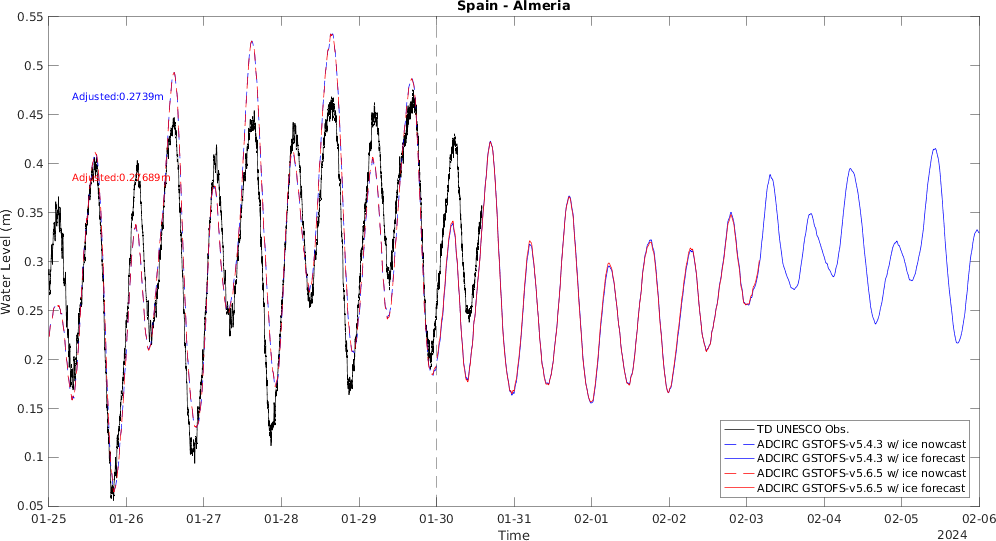 Spain - Almeria
0.55
0.5
0.45
0.4
0.35
0.3
0.25
0.2
0.15
0.1
0.05
Water Level (m)
Adjusted:0.2739m
Adjusted:0.27689m
TD UNESCO Obs.
ADCIRC GSTOFS-v5.4.3 w/ ice nowcast
ADCIRC GSTOFS-v5.4.3 w/ ice forecast
ADCIRC GSTOFS-v5.6.5 w/ ice nowcast
ADCIRC GSTOFS-v5.6.5 w/ ice forecast
01-25 01-26 01-27 01-28 01-29 01-30 01-31 02-01 02-02 02-03 02-04 02-05 02-06
Time
2024